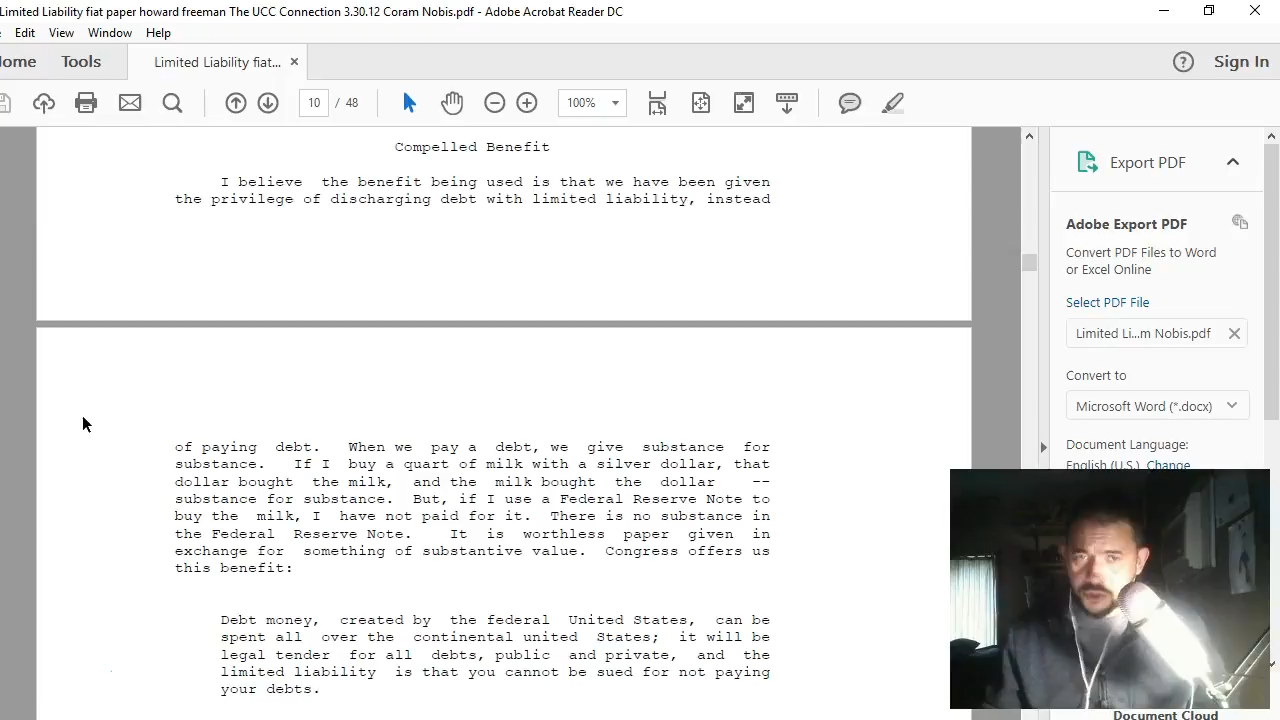 Limited Liability fiat paper howard freeman The UCC Connection 3.30.12 Coram Nobis.pdf - Adobe Acrobat Reader DC
Edit View Window Help
ome Tools Limited Liability fiat... × Sign In
10 / 48 100%
Compelled Benefit
I believe the benefit being used is that we have been given
the privilege of discharging debt with limited liability, instead
of paying debt. When we pay a debt, we give substance for
substance. If I buy a quart of milk with a silver dollar, that
dollar bought the milk, and the milk bought the dollar --
substance for substance. But, if I use a Federal Reserve Note to
buy the milk, I have not paid for it. There is no substance in
the Federal Reserve Note. It is worthless paper given in
exchange for something of substantive value. Congress offers us
this benefit:
Debt money, created by the federal United States, can be
spent all over the continental united States; it will be
legal tender for all debts, public and private, and the
limited liability is that you cannot be sued for not paying
your debts.
Export PDF
Adobe Export PDF
Convert PDF Files to Word
or Excel Online
Select PDF File
Limited Li...m Nobis.pdf
Convert to
Microsoft Word (*.docx)
Document Language:
English (U.S.) Change
Document Cloud